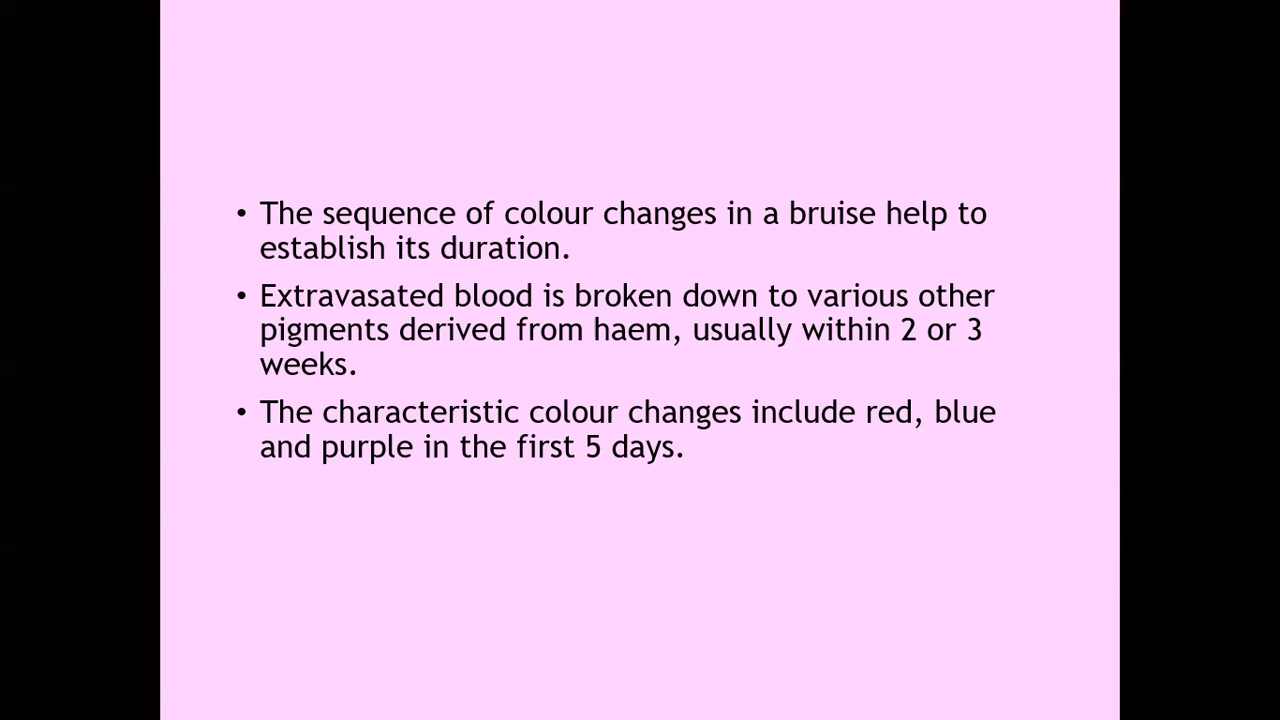 • The sequence of colour changes in a bruise help to
establish its duration.
• Extravasated blood is broken down to various other
pigments derived from haem, usually within 2 or 3
weeks.
• The characteristic colour changes include red, blue
and purple in the first 5 days.